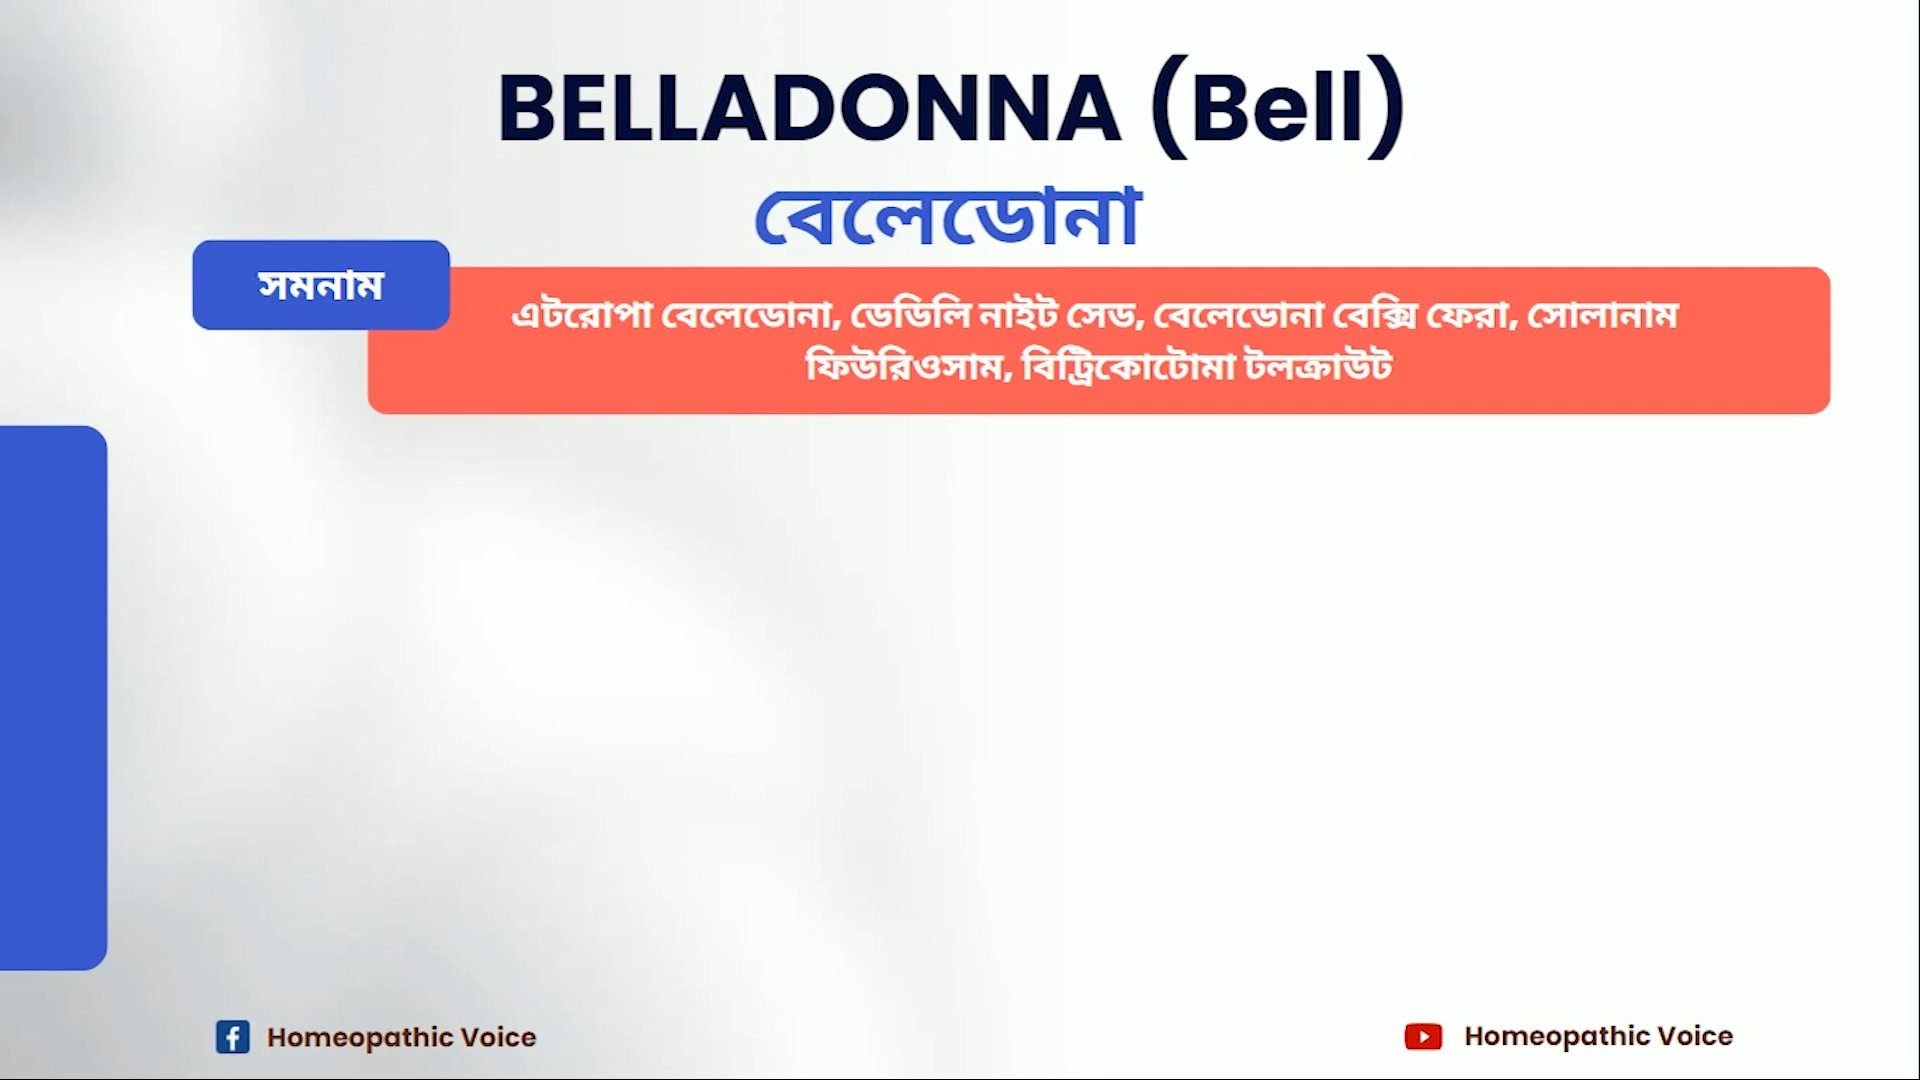 BELLADONNA (Bell)
বেলেডোনা
সমনাম
এটরোপা বেলেডোনা, ডেডিলি নাইট সেড, বেলেডোনা বেক্সি ফেরা, সোলানাম
ফিউরিওসাম, বিট্রিকোটোমা টলক্রাউট
Homeopathic Voice
Homeopathic Voice